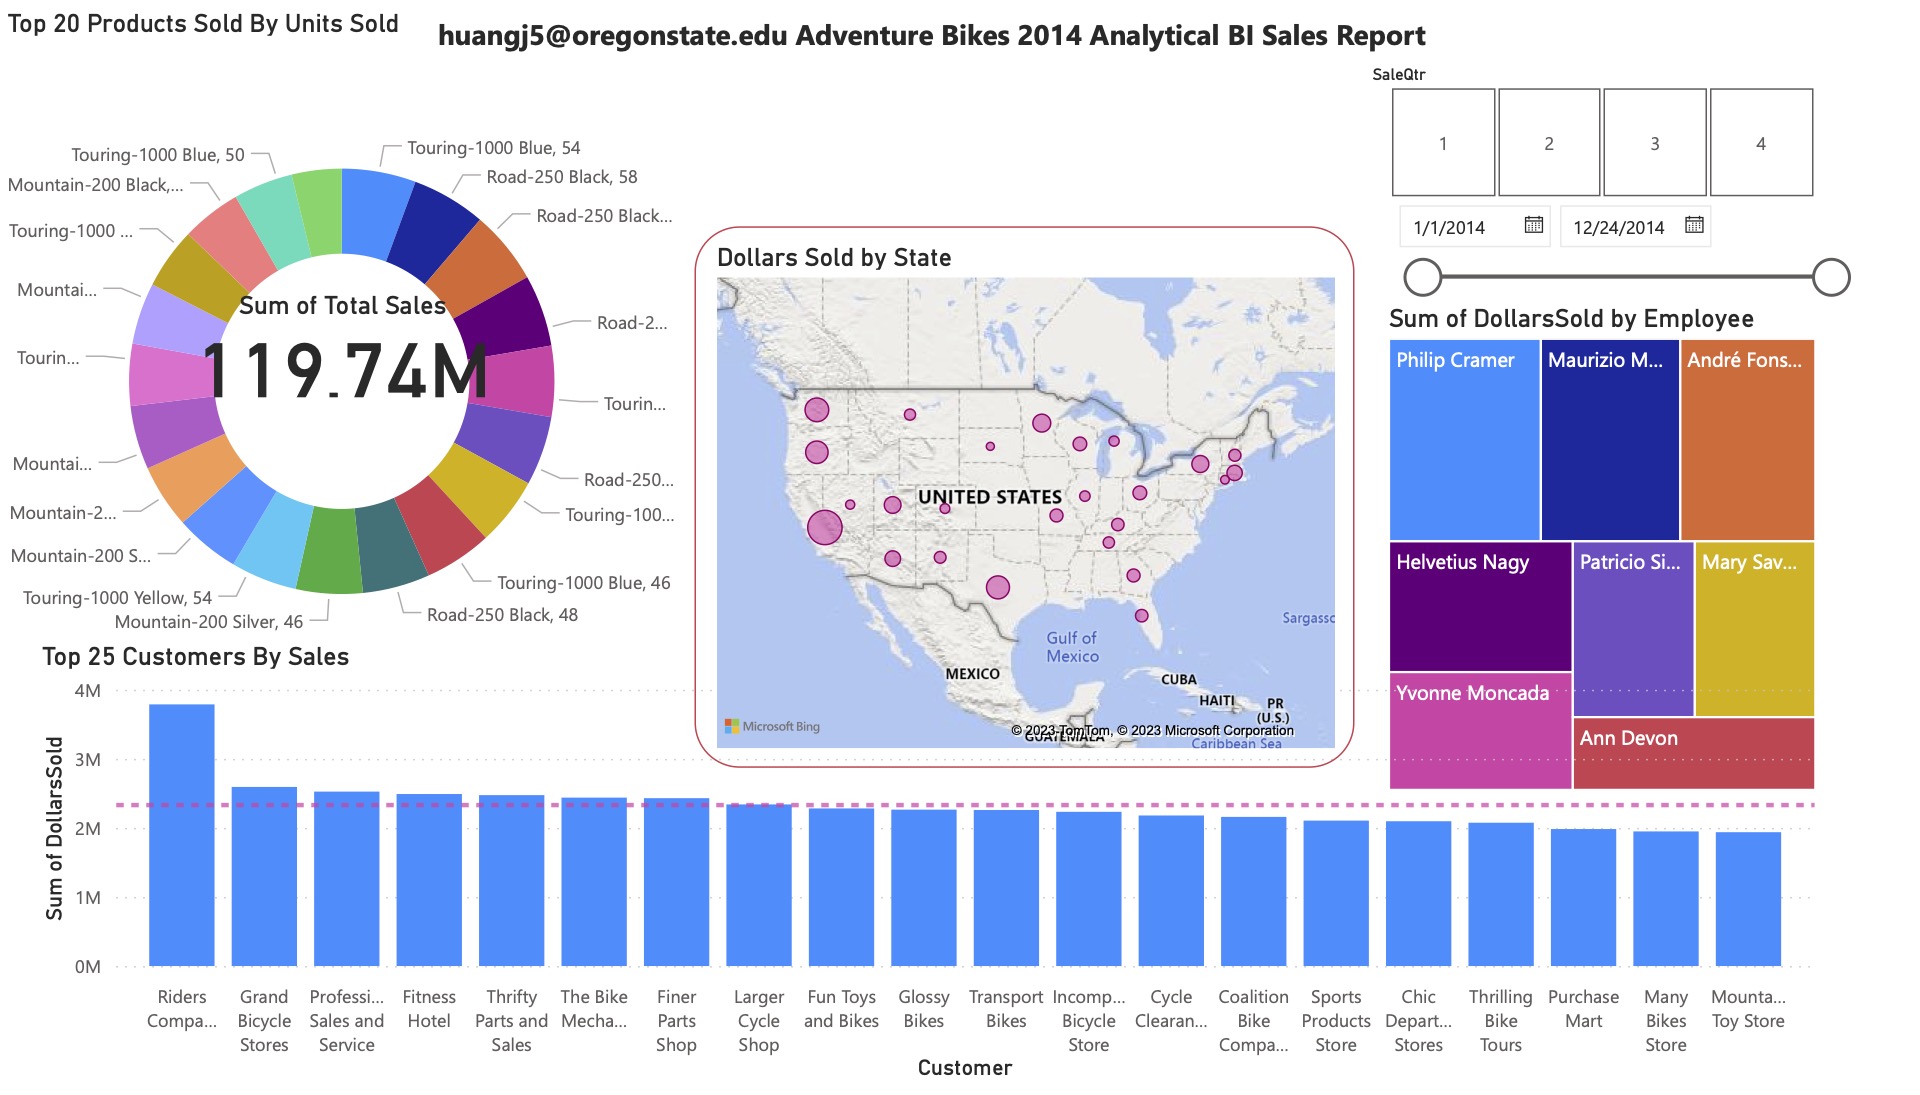 Top 20 Products Sold By Units Sold
huangj5@oregonstate.edu Adventure Bikes 2014 Analytical BI Sales Report
SaleQtr
1
2
3
4
1/1/2014
12/24/2014
Touring-1000 Blue, 54
Road-250 Black, 58
Road-250 Black...
Road-2...
Tourin...
Road-250...
Touring-100...
Touring-1000 Blue, 46
Road-250 Black, 48
Mountain-200 Silver, 46
Touring-1000 Yellow, 54
Mountain-200 S...
Mountain-2...
Mountai...
Tourin...
Mountai...
Touring-1000 ...
Mountain-200 Black,...
Touring-1000 Blue, 50
Sum of Total Sales
119.74M
Dollars Sold by State
UNITED STATES
MEXICO
Gulf of
Mexico
CUBA
HAITI
PR
(U.S.)
GUATEMALA
Caribbean Sea
Sargasso
Microsoft Bing
© 2023 TomTom, © 2023 Microsoft Corporation
Sum of DollarsSold by Employee
Philip Cramer
Maurizio M...
André Fons...
Helvetius Nagy
Patricio Si...
Mary Sav...
Yvonne Moncada
Ann Devon
Top 25 Customers By Sales
Sum of DollarsSold
4M
3M
2M
1M
0M
Riders
Compa...
Grand
Bicycle
Stores
Professi...
Sales and
Service
Fitness
Hotel
Thrifty
Parts and
Sales
The Bike
Mecha...
Finer
Parts
Shop
Larger
Cycle
Shop
Fun Toys
and Bikes
Glossy
Bikes
Transport
Bikes
Incomp...
Bicycle
Store
Cycle
Clearan...
Coalition
Bike
Compa...
Sports
Products
Store
Chic
Depart...
Stores
Thrilling
Bike
Tours
Purchase
Mart
Many
Bikes
Store
Mounta...
Toy Store
Customer